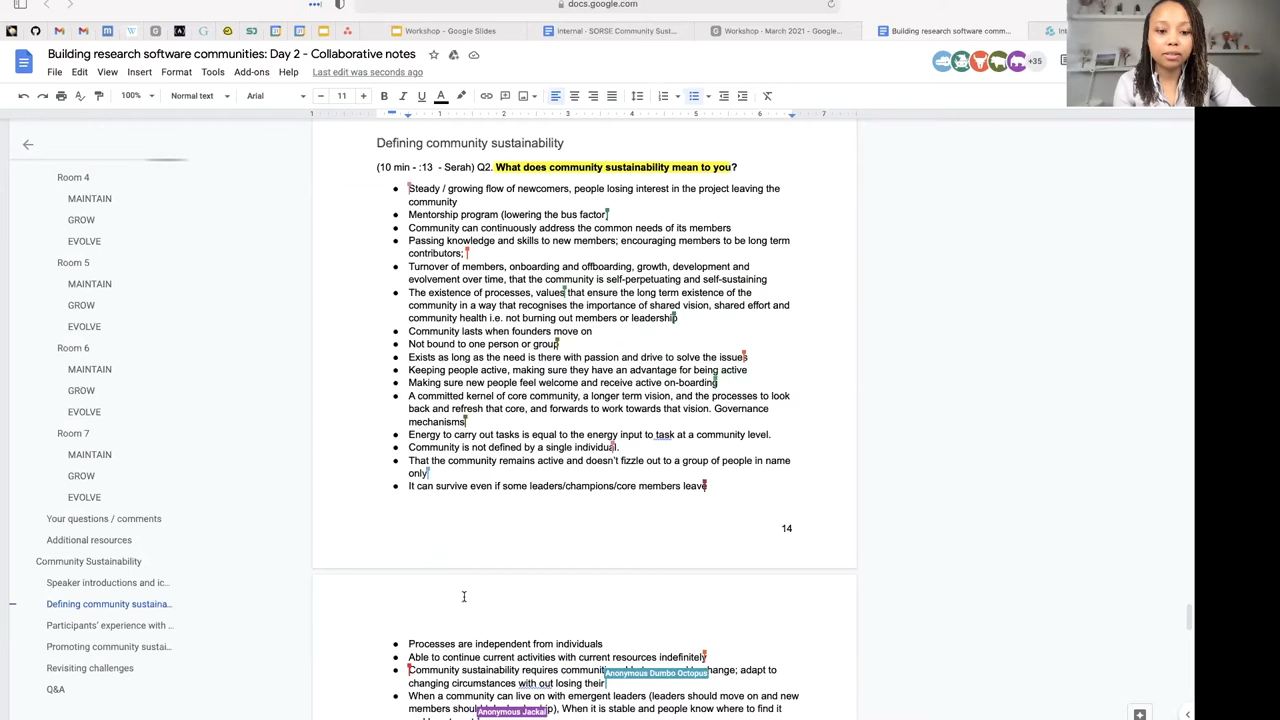 docs.google.com
Workshop - Google Slides
Internal - SORSE Community Sust...
Workshop · March 2021 - Google...
Building research software comm...
Building research software communities: Day 2 - Collaborative notes
File Edit View Insert Format Tools Add-ons Help Last edit was seconds ago
+35
100% Normal text Arial 11
1 1 2 3 4 5 6 7
Room 4
MAINTAIN
GROW
EVOLVE
Room 5
MAINTAIN
GROW
EVOLVE
Room 6
MAINTAIN
GROW
EVOLVE
Room 7
MAINTAIN
GROW
EVOLVE
Your questions / comments
Additional resources
Community Sustainability
Speaker introductions and ic...
Defining community sustaina...
Participants' experience with ...
Promoting community sustai...
Revisiting challenges
Q&A
Defining community sustainability
(10 min - :13 - Serah) Q2. What does community sustainability mean to you?
● Steady / growing flow of newcomers, people losing interest in the project leaving the
community
● Mentorship program (lowering the bus factor
● Community can continuously address the common needs of its members
● Passing knowledge and skills to new members; encouraging members to be long term
contributors;
● Turnover of members, onboarding and offboarding, growth, development and
evolvement over time, that the community is self-perpetuating and self-sustaining
● The existence of processes, values that ensure the long term existence of the
community in a way that recognises the importance of shared vision, shared effort and
community health i.e. not burning out members or leadership
● Community lasts when founders move on
● Not bound to one person or group
● Exists as long as the need is there with passion and drive to solve the issues
● Keeping people active, making sure they have an advantage for being active
● Making sure new people feel welcome and receive active on-boarding
● A committed kernel of core community, a longer term vision, and the processes to look
back and refresh that core, and forwards to work towards that vision. Governance
mechanisms
● Energy to carry out tasks is equal to the energy input to task at a community level.
● Community is not defined by a single individual.
● That the community remains active and doesn't fizzle out to a group of people in name
only
● It can survive even if some leaders/champions/core members leave
14
● Processes are independent from individuals
● Able to continue current activities with current resources indefinitely
● Community sustainability requires change; adapt to
Anonymous Dumbo Octopus
changing circumstances with out losing their
● When a community can live on with emergent leaders (leaders should move on and new
members When it is stable and people know where to find it
Anonymous Jackal